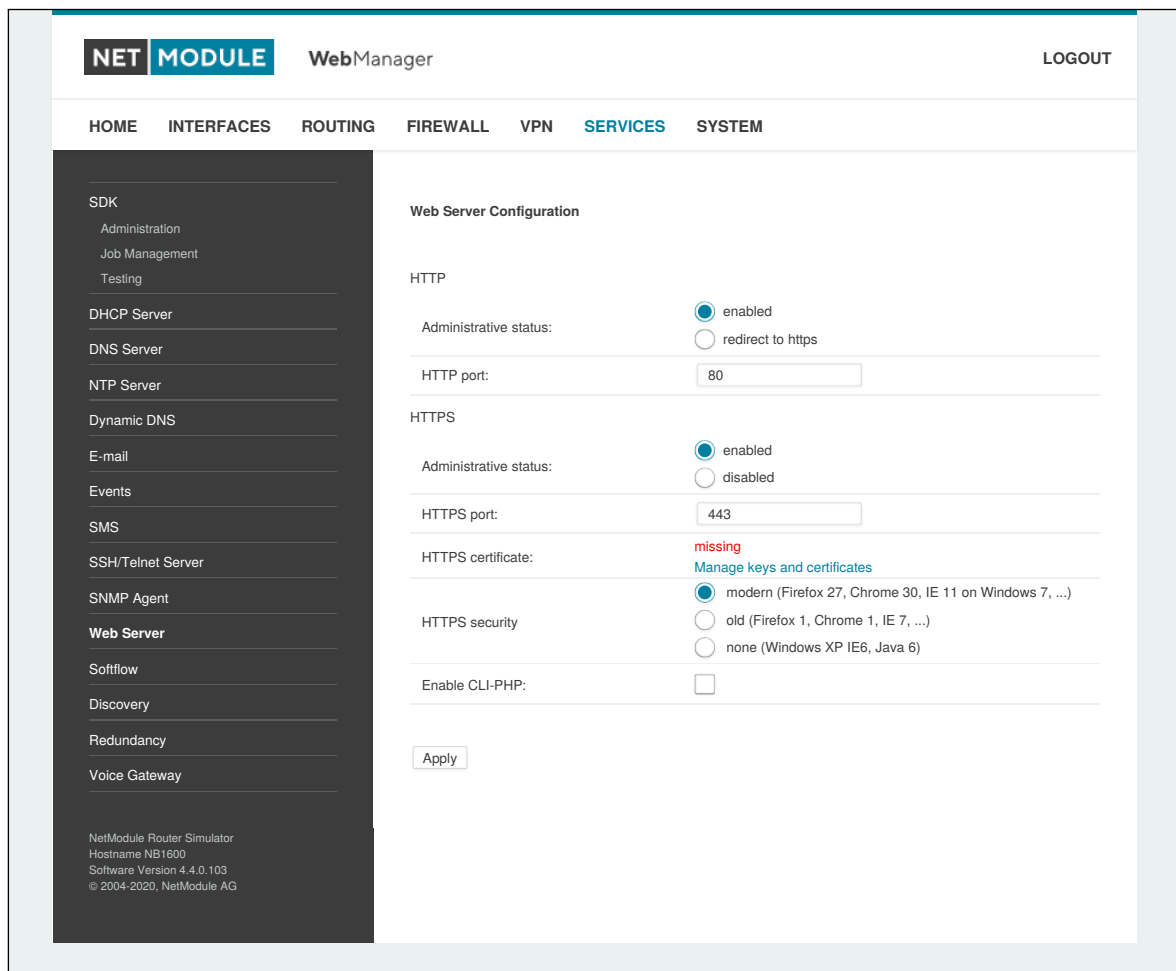 NET MODULE WebManager LOGOUT
HOME INTERFACES ROUTING FIREWALL VPN SERVICES SYSTEM
SDK
Administration
Job Management
Testing
DHCP Server
DNS Server
NTP Server
Dynamic DNS
E-mail
Events
SMS
SSH/Telnet Server
SNMP Agent
Web Server
Softflow
Discovery
Redundancy
Voice Gateway
NetModule Router Simulator
Hostname NB1600
Software Version 4.4.0.103
© 2004-2020, NetModule AG
Web Server Configuration
HTTP
Administrative status:
enabled
redirect to https
HTTP port: 80
HTTPS
Administrative status:
enabled
disabled
HTTPS port: 443
HTTPS certificate:
missing
Manage keys and certificates
HTTPS security
modern (Firefox 27, Chrome 30, IE 11 on Windows 7, ...)
old (Firefox 1, Chrome 1, IE 7, ...)
none (Windows XP IE6, Java 6)
Enable CLI-PHP:
Apply